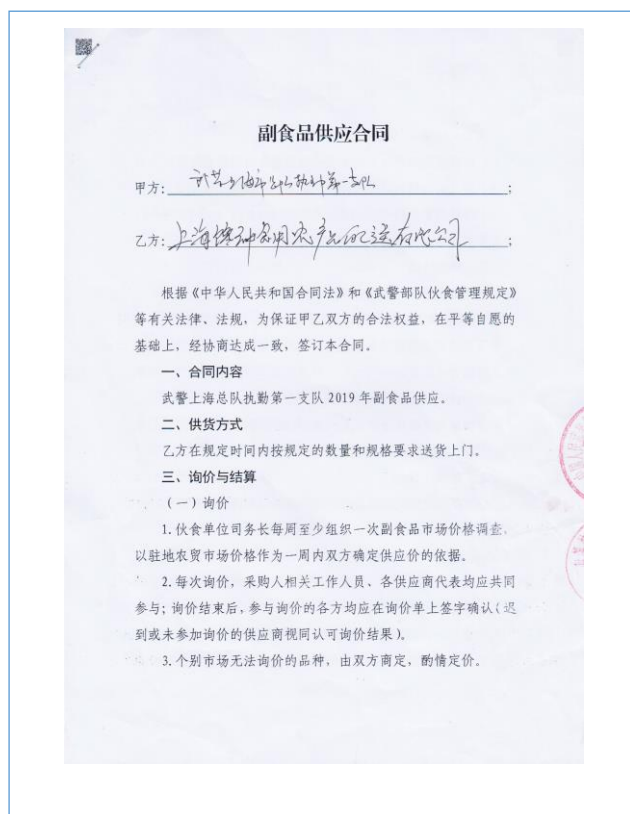 副食品供应合同
甲方：武警上海市总队执勤第一支队；
乙方：上海食用农产品配送有限公司；
根据《中华人民共和国合同法》和《武警部队伙食管理规定》
等有关法律、法规，为保证甲乙双方的合法权益，在平等自愿的
基础上，经协商达成一致，签订本合同。
一、合同内容
武警上海总队执勤第一支队 2019 年副食品供应。
二、供货方式
乙方在规定时间内按规定的数量和规格要求送货上门。
三、询价与结算
（一）询价
1.伙食单位司务长每周至少组织一次副食品市场价格调查，
以驻地农贸市场价格作为一周内双方确定供应价的依据。
2.每次询价，采购人相关工作人员、各供应商代表均应共同
参与；询价结束后，参与询价的各方均应在询价单上签字确认（迟
到或未参加询价的供应商视同认可询价结果）。
3.个别市场无法询价的品种，由双方商定，酌情定价。